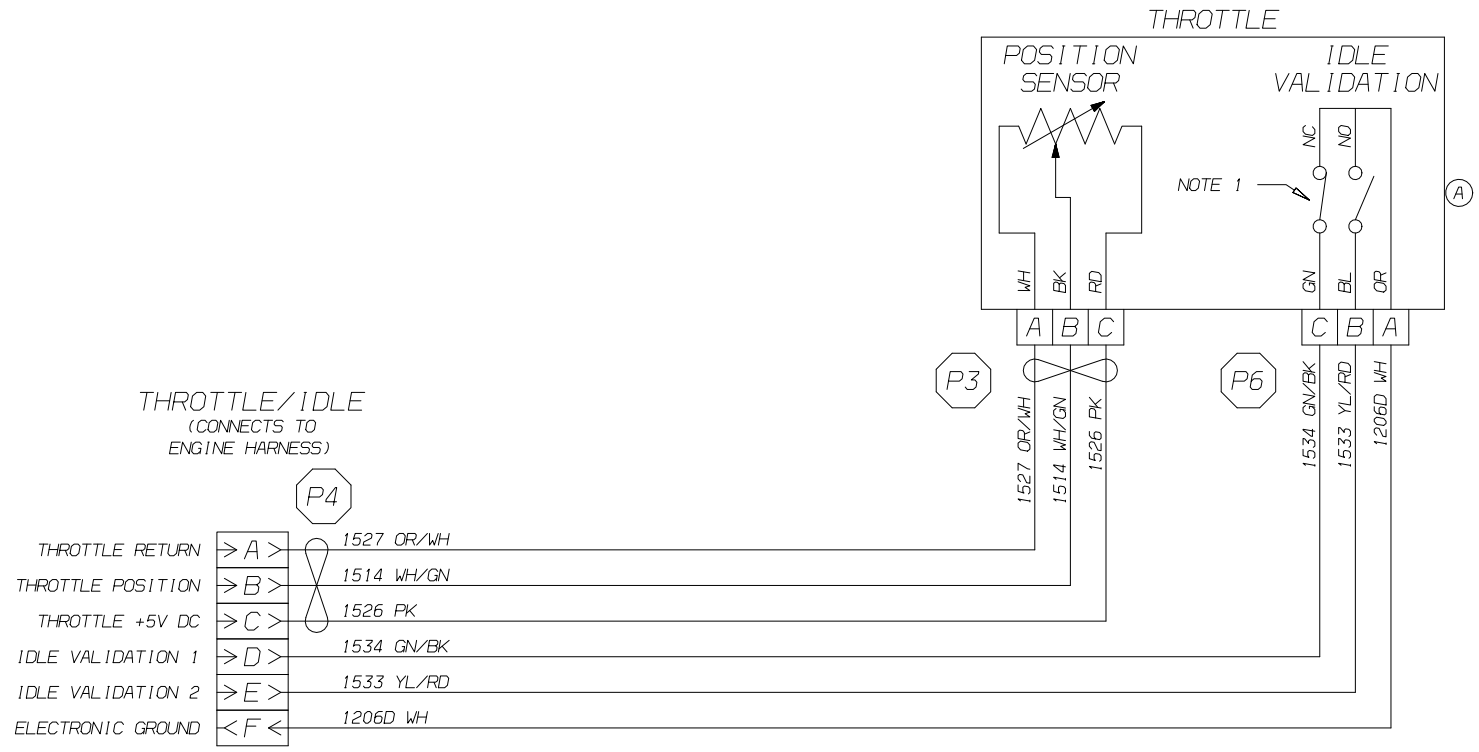 THROTTLE
POSITION
SENSOR
IDLE
VALIDATION
NC
NO
NOTE 1
A
WH
BK
RD
GN
BL
OR
A B C
C B A
P3
P6
1527 OR/WH
1514 WH/GN
1526 PK
1534 GN/BK
1533 YL/RD
1206D WH
THROTTLE/IDLE
(CONNECTS TO
ENGINE HARNESS)
P4
THROTTLE RETURN >A> 1527 OR/WH
THROTTLE POSITION >B> 1514 WH/GN
THROTTLE +5V DC >C> 1526 PK
IDLE VALIDATION 1 >D> 1534 GN/BK
IDLE VALIDATION 2 >E> 1533 YL/RD
ELECTRONIC GROUND <F< 1206D WH